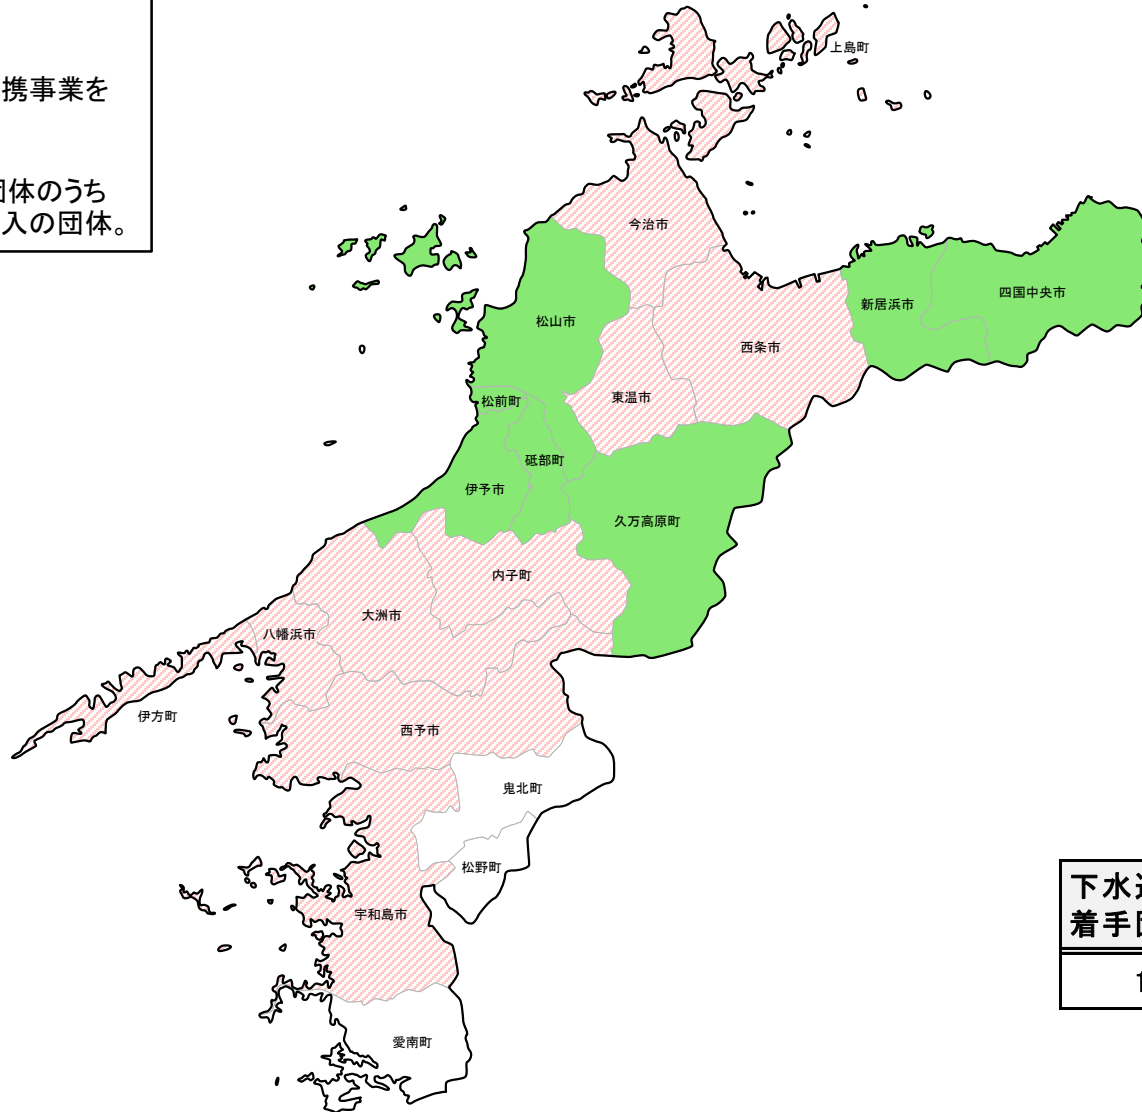 携事業を
団体のうち
入の団体。
上島町
今治市
新居浜市
四国中央市
松山市
西条市
東温市
松前町
砥部町
伊予市
久万高原町
内子町
大洲市
八幡浜市
伊方町
西予市
鬼北町
松野町
宇和島市
愛南町
下水道
着手団
1